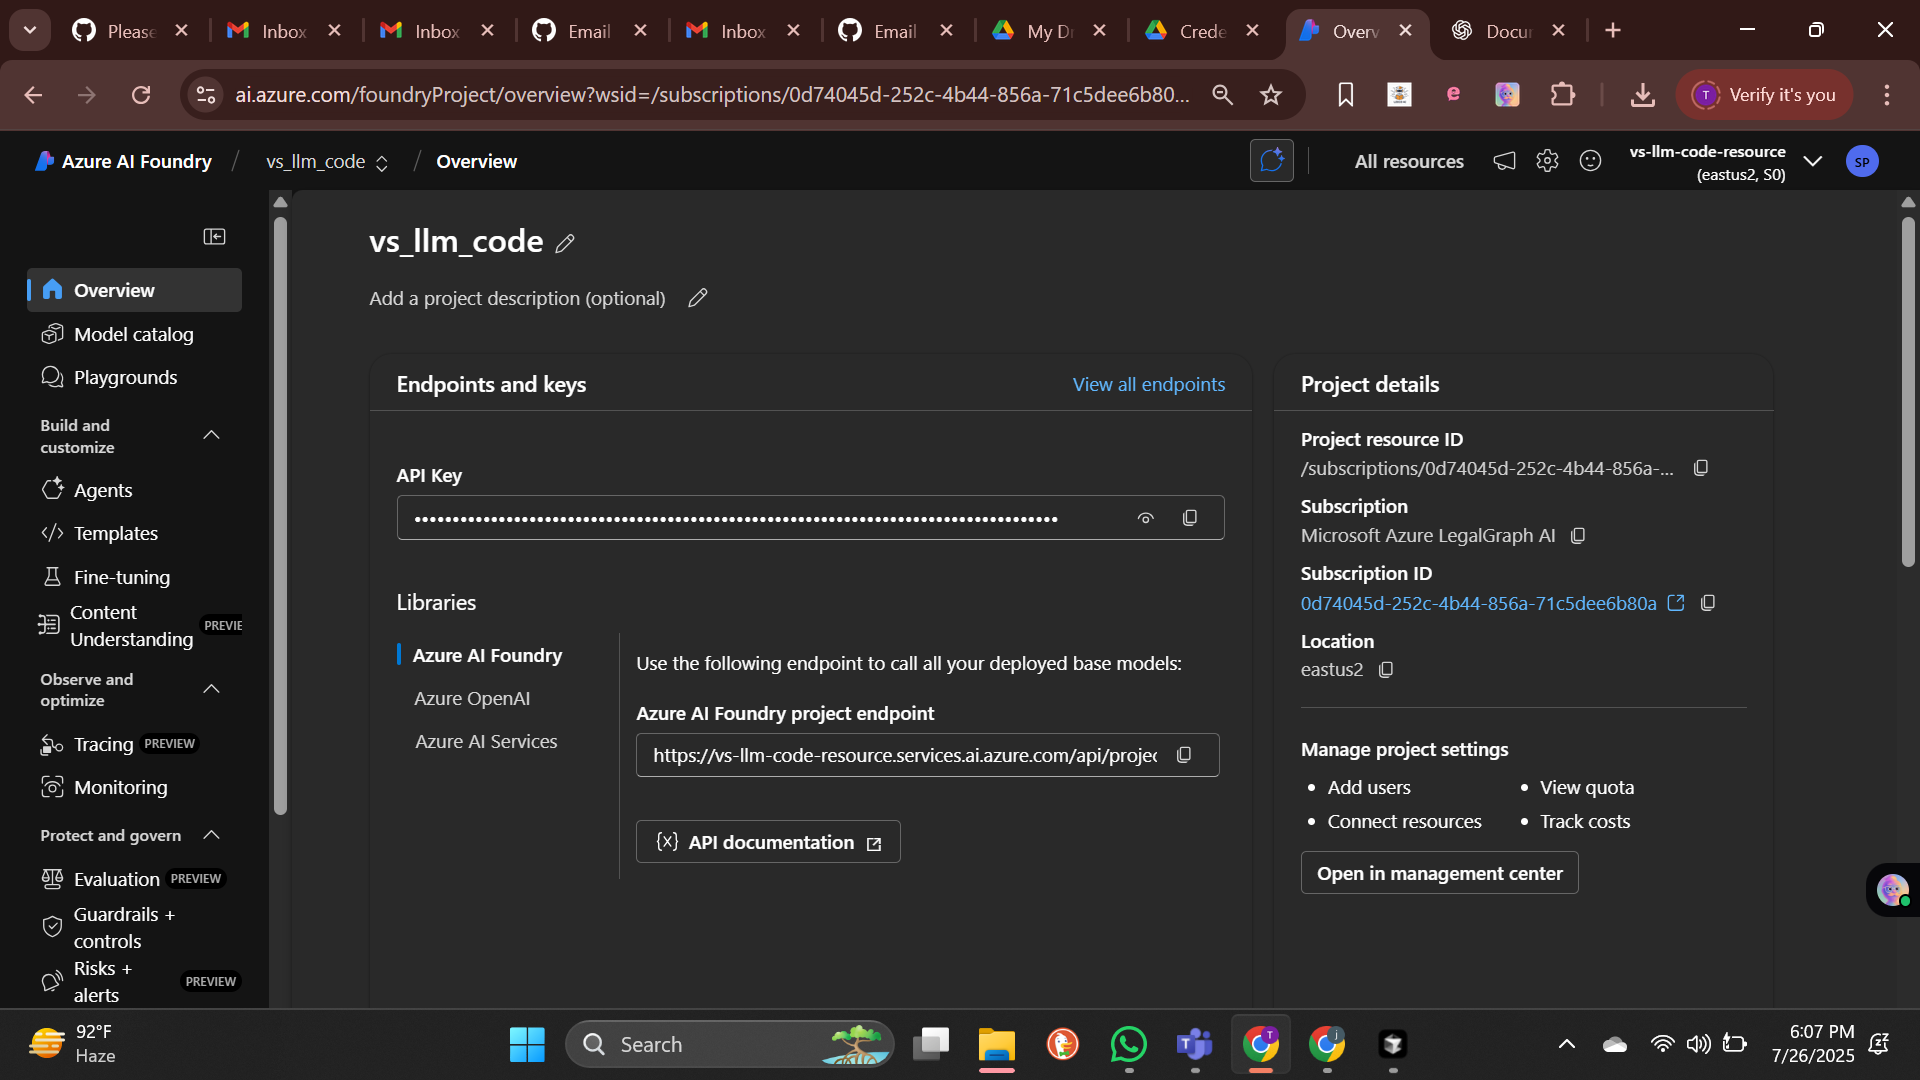 Please
Inbox
Inbox
Email
Inbox
Email
My Dr
Crede
Overv
Docu
ai.azure.com/foundryProject/overview?wsid=/subscriptions/0d74045d-252c-4b44-856a-71c5dee6b80...
T
Verify it's you
Azure AI Foundry
/
vs_llm_code
/
Overview
All resources
vs-llm-code-resource
(eastus2, S0)
SP
Overview
Model catalog
Playgrounds
Build and
customize
Agents
Templates
Fine-tuning
Content
Understanding
PREVIE
Observe and
optimize
Tracing
PREVIEW
Monitoring
Protect and govern
Evaluation
PREVIEW
Guardrails +
controls
Risks +
alerts
PREVIEW
vs_llm_code
Add a project description (optional)
Endpoints and keys
View all endpoints
API Key
Libraries
Azure AI Foundry
Azure OpenAI
Azure AI Services
Use the following endpoint to call all your deployed base models:
Azure AI Foundry project endpoint
https://vs-llm-code-resource.services.ai.azure.com/api/projec
{x} API documentation
Project details
Project resource ID
/subscriptions/0d74045d-252c-4b44-856a-...
Subscription
Microsoft Azure LegalGraph AI
Subscription ID
0d74045d-252c-4b44-856a-71c5dee6b80a
Location
eastus2
Manage project settings
• Add users
• View quota
• Connect resources
• Track costs
Open in management center
92°F
Haze
Search
T
j
6:07 PM
7/26/2025